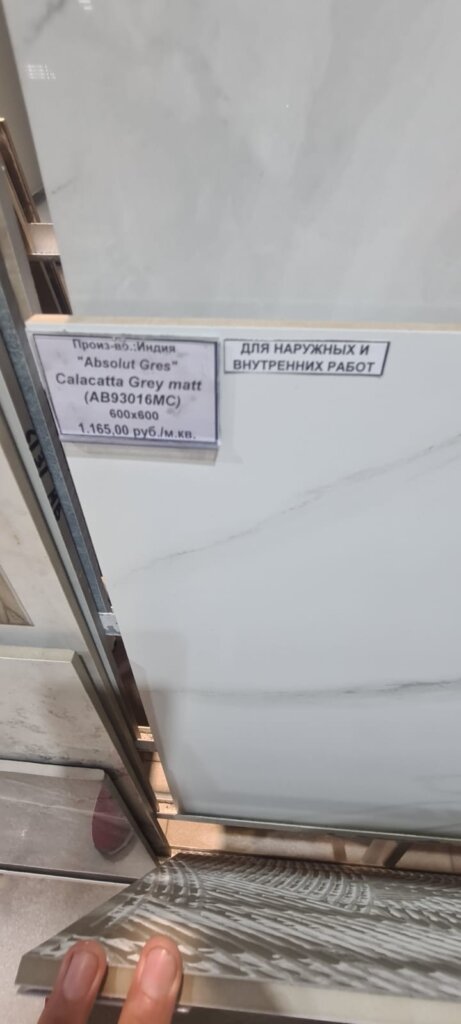 Произ-во.:Индия
"Absolut Gres"
Calacatta Grey matt
(AB93016MC)
600x600
1.165,00 руб./м.кв.
ДЛЯ НАРУЖНЫХ И
ВНУТРЕННИХ РАБОТ